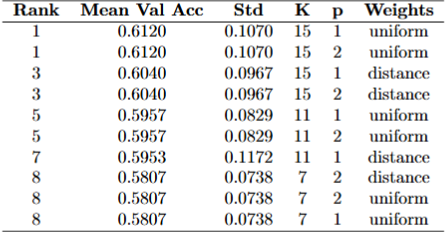 Rank Mean Val Acc Std K p Weights
1 0.6120 0.1070 15 1 uniform
1 0.6120 0.1070 15 2 uniform
3 0.6040 0.0967 15 1 distance
3 0.6040 0.0967 15 2 distance
5 0.5957 0.0829 11 1 uniform
5 0.5957 0.0829 11 2 uniform
7 0.5953 0.1172 11 1 distance
8 0.5807 0.0738 7 2 distance
8 0.5807 0.0738 7 2 uniform
8 0.5807 0.0738 7 1 uniform